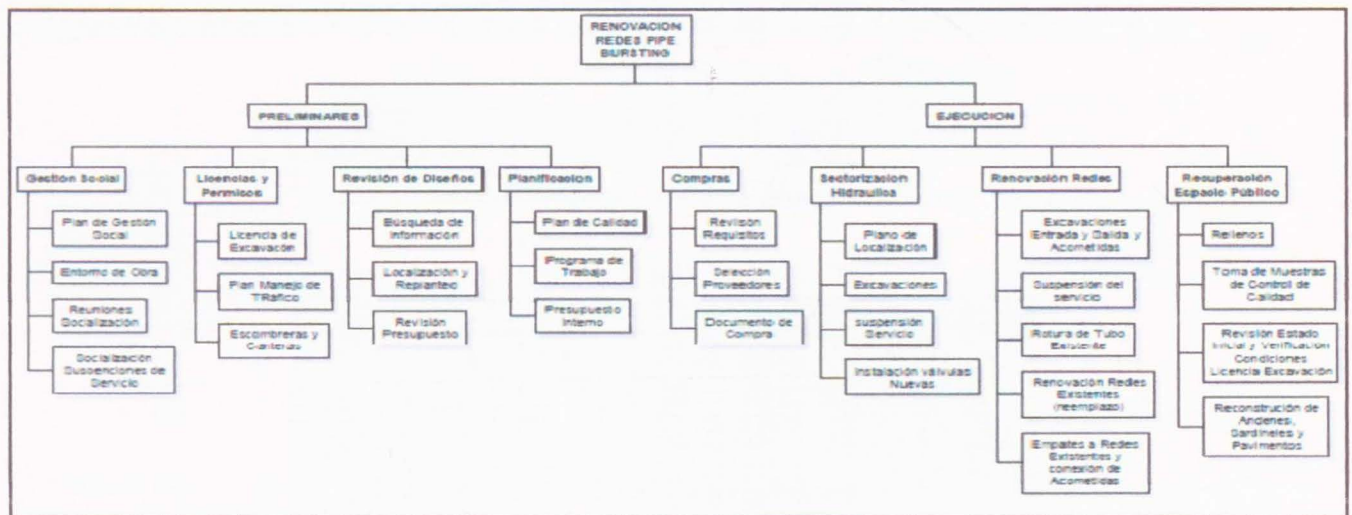 RENOVACION
REDES PIPE
BURSTING
PRELIMINARES
EJECUCION
Gestión Social
Plan de Gestión
Social
Entorno de Obra
Reuniones
Socialización
Socialización
Suspenciones de
Servicio
Licencias y
Permisos
Licencia de
Excavación
Plan Manejo de
TRáfico
Escombreras y
Canteras
Revisión de Diseños
Búsqueda de
Información
Localización y
Replanteo
Revisión
Presupuesto
Planificacion
Plan de Calidad
Programa de
Trabajo
Presupuesto
Interno
Compras
Revisón
Requisitos
Selección
Proveedores
Documento de
Compra
Sectorizacion
Hidraulica
Plano de
Localización
Excavaciones
suspensión
Servicio
Instalación válvulas
Nuevas
Renovación Redes
Excavaciones
(Entrada y Salida y
Acometidas
Suspensión del
servicio
Rotura de Tubo
Existente
Renovación Redes
Existentes
(reemplazo)
Empates a Redes
Existentes y
conexión de
Acometidas
Recuperación
Espacio Público
Rellenos
Toma de Muestras
de Control de
Calidad
Revisión Estado
Inicial y Verificación
Condiciones
Licencia Excavación
Reconstrución de
Andenes,
Sardineles y
Pavimentos